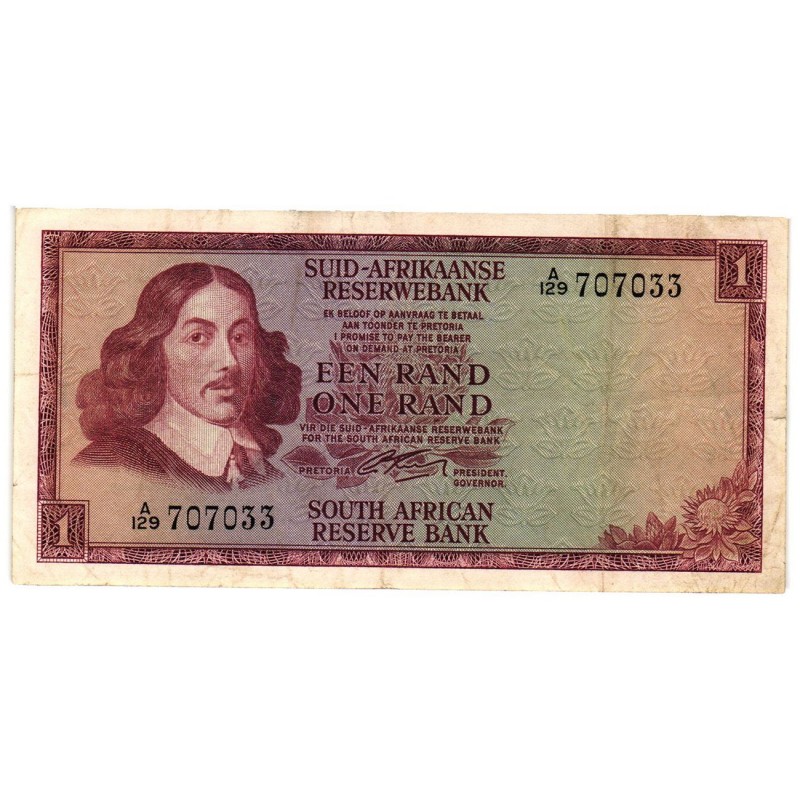 SUID-AFRIKAANSE
RESERWEBANK
A/129 707033
1
EK BELOOF OP AANVRAAG TE BETAAL
AAN TOONDER TE PRETORIA
I PROMISE TO PAY THE BEARER
ON DEMAND AT PRETORIA
EEN RAND
ONE RAND
VIR DIE SUID-AFRIKAANSE RESERWEBANK
FOR THE SOUTH AFRICAN RESERVE BANK
PRETORIA
PRESIDENT.
GOVERNOR.
1
A/129 707033
SOUTH AFRICAN
RESERVE BANK